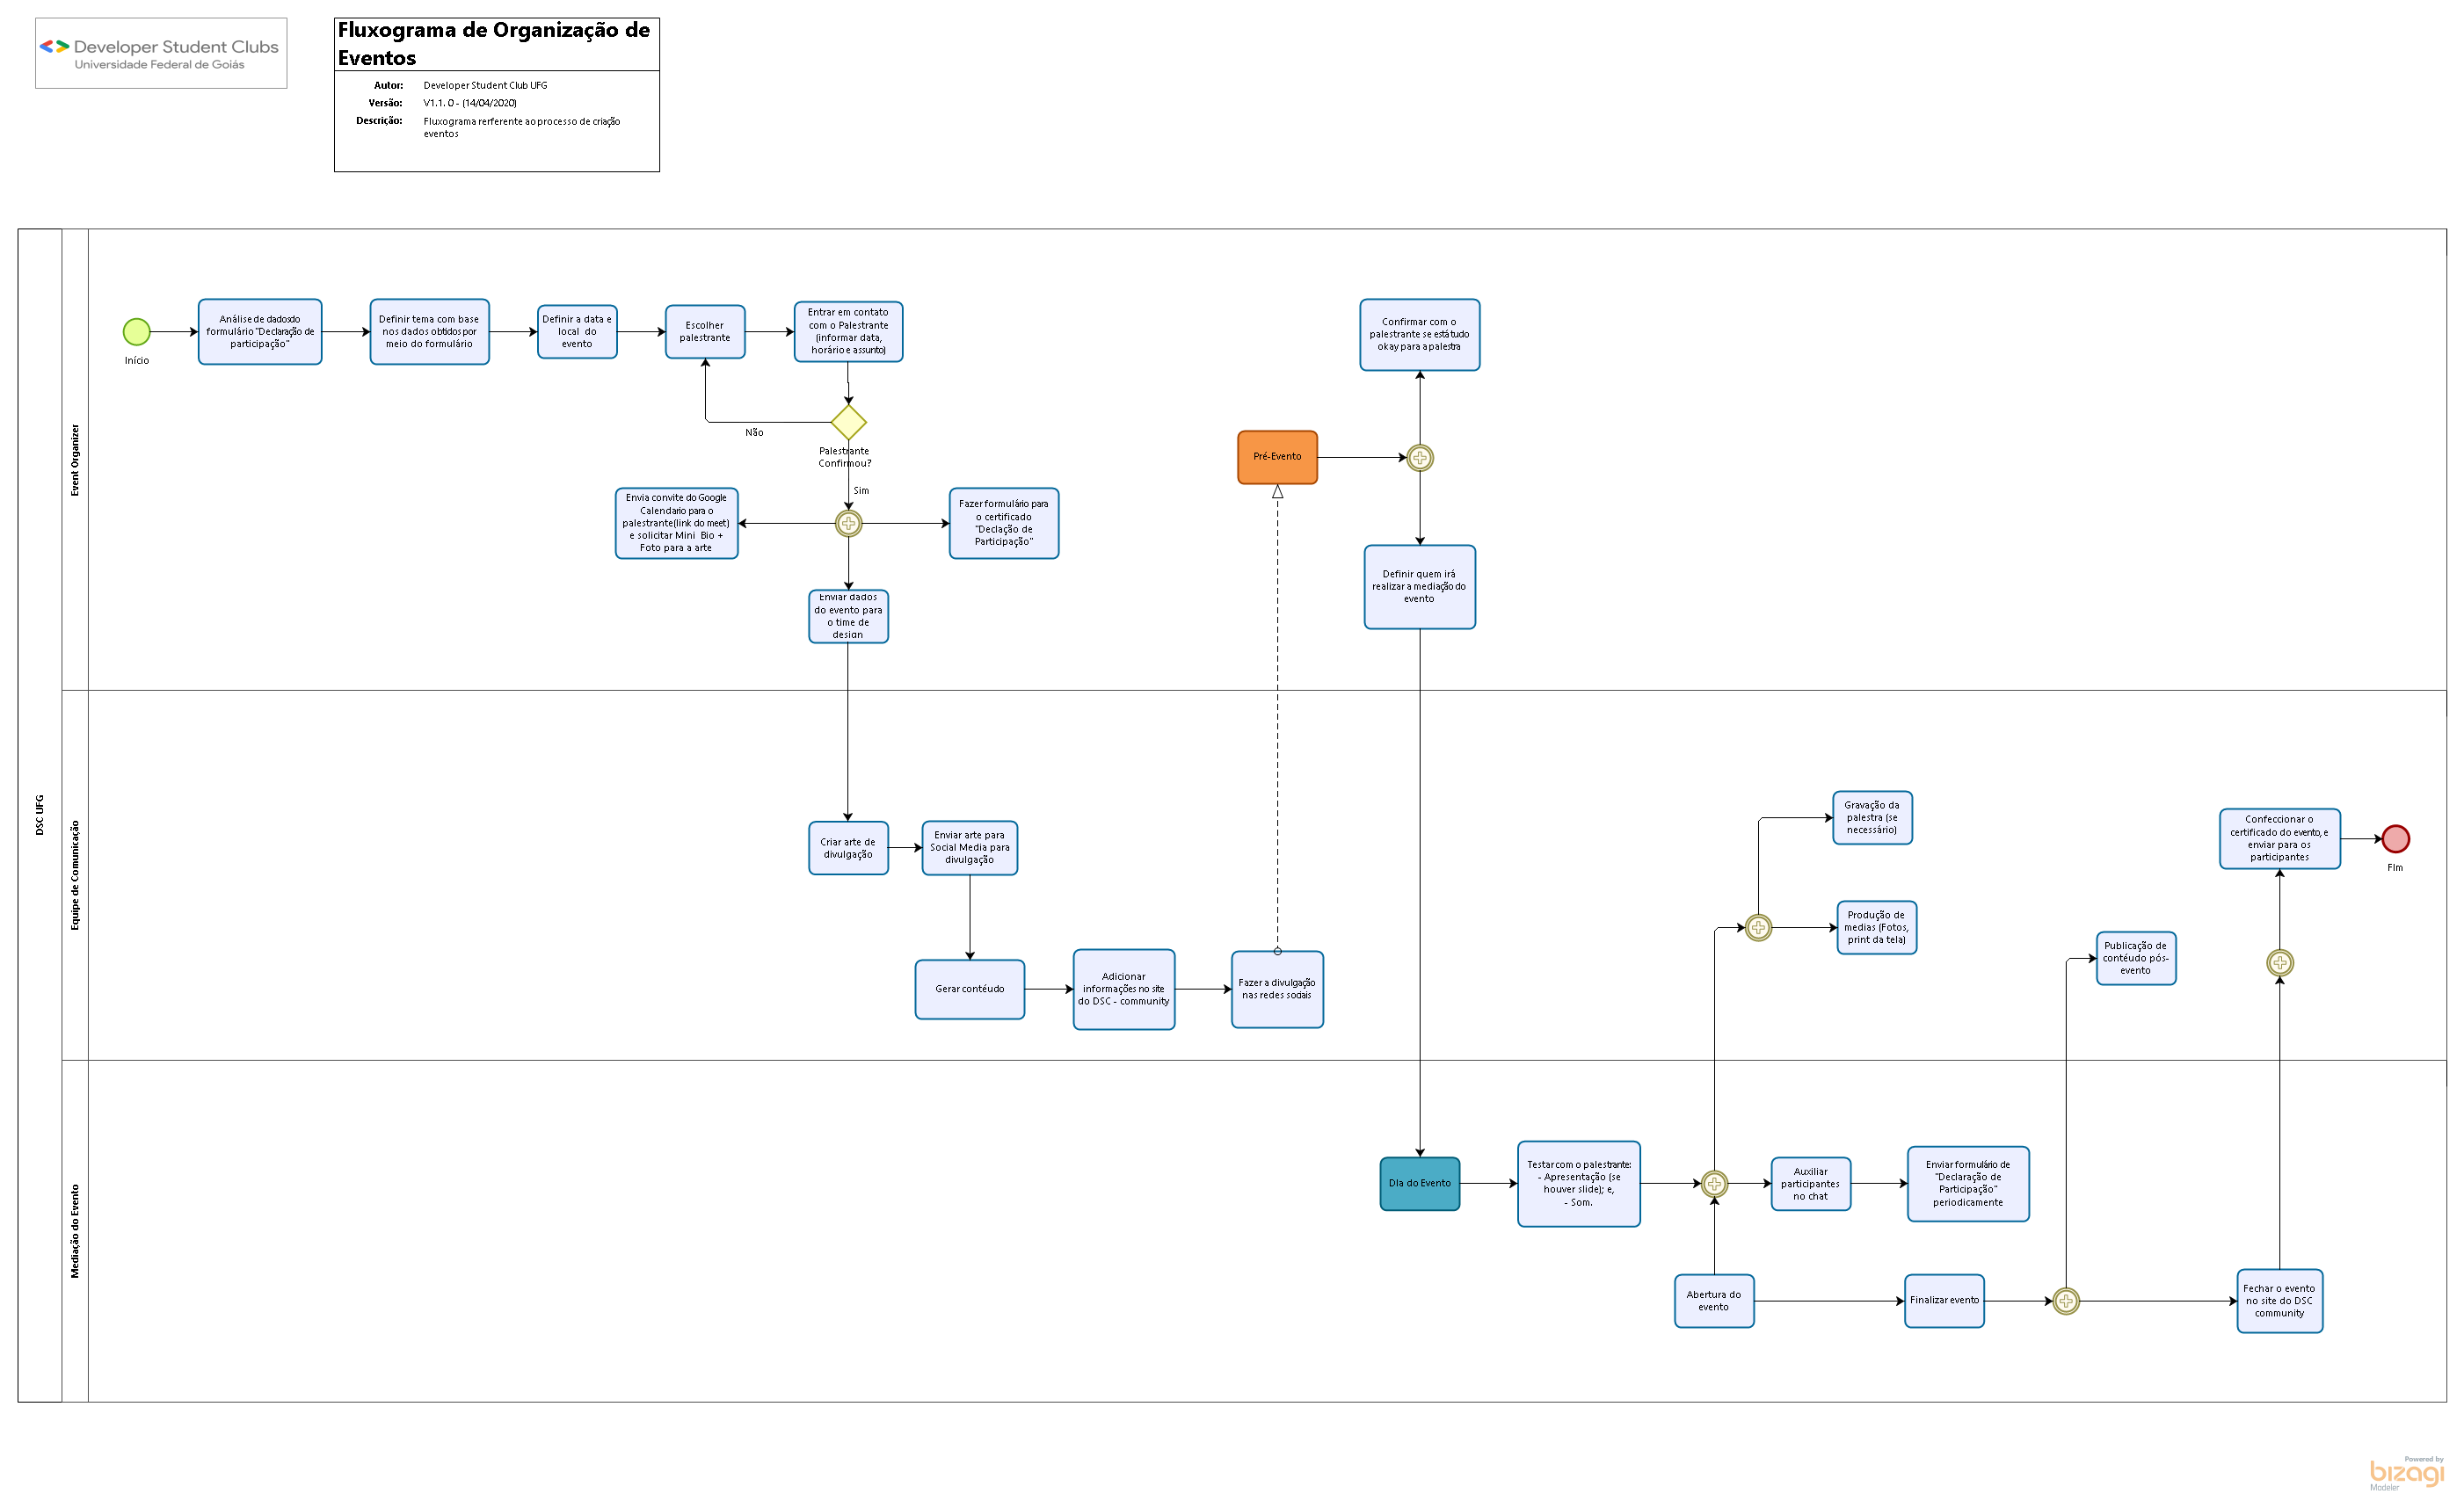 Developer Student Clubs
Universidade Federal de Goiás
Fluxograma de Organização de
Eventos
Autor: Developer Student Club UFG
Versão: V1.1. 0 - (14/04/2020)
Descrição: Fluxograma rerferente ao processo de criação
eventos
DSC UFG
Event Organizer
Início
Análise de dadosdo
formulário "Declaração de
participação"
Definir tema com base
nos dados obtidos por
meio do formulário
Definir a data e
local do
evento
Escolher
palestrante
Entrar em contato
com o Palestrante
(informar data,
horário e assunto)
Não
Palestrante
Confirmou?
Sim
Envia convite do Google
Calendario para o
palestrante(link do meet)
e solicitar Mini Bio +
Foto para a arte
Fazer formulário para
o certificado
"Declação de
Participação"
Enviar dados
do evento para
o time de
design
Pré-Evento
Confirmar com o
palestrante se está tudo
okay para a palestra
Definir quem irá
realizar a mediação do
evento
Equipe de Comunicação
Criar arte de
divulgação
Enviar arte para
Social Media para
divulgação
Gerar contéudo
Adicionar
informações no site
do DSC - community
Fazer a divulgação
nas redes sociais
Gravação da
palestra (se
necessário)
Produção de
medias (Fotos,
print da tela)
Publicação de
contéudo pós-
evento
Confeccionar o
certificado do evento, e
enviar para os
participantes
FIm
Mediação do Evento
DIa do Evento
Testar com o palestrante:
- Apresentação (se
houver slide); e,
- Som.
Auxiliar
participantes
no chat
Enviar formulário de
"Declaração de
Participação"
periodicamente
Abertura do
evento
Finalizar evento
Fechar o evento
no site do DSC
community
Powered by
bizagi
Modeler